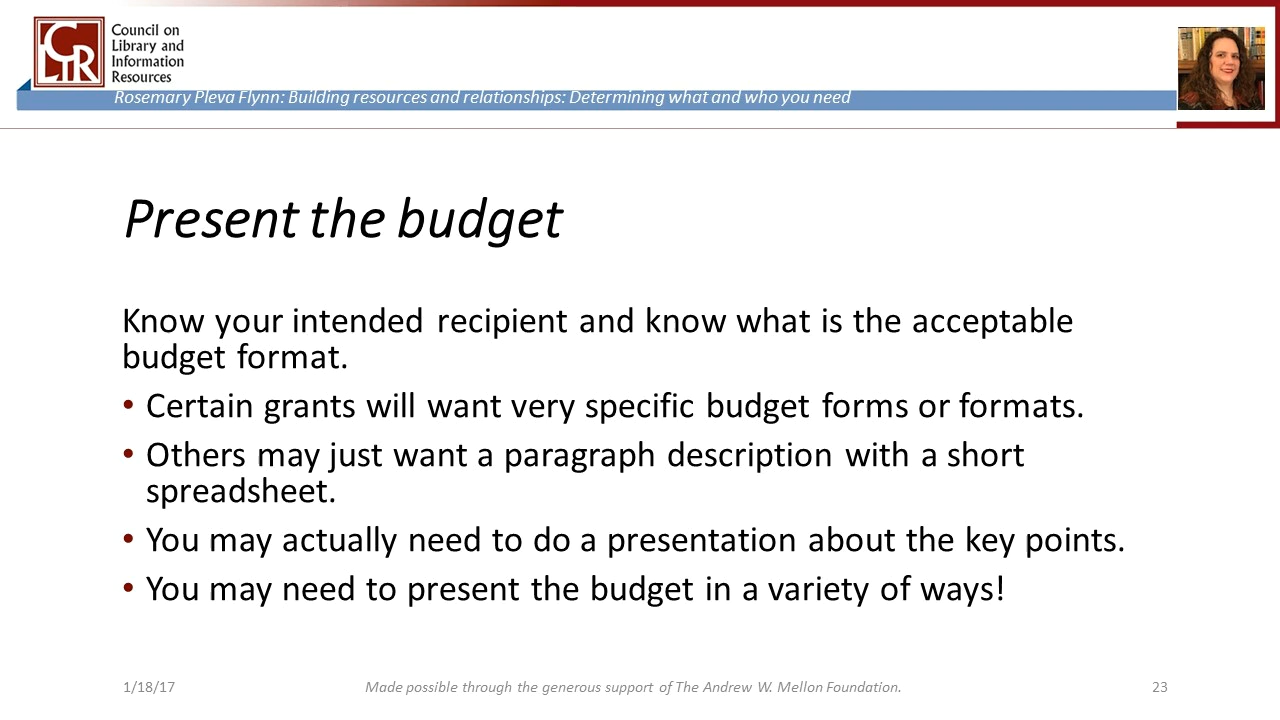 CLIR
Council on
Library and
Information
Resources
Rosemary Pleva Flynn: Building resources and relationships: Determining what and who you need
Present the budget
Know your intended recipient and know what is the acceptable
budget format.
• Certain grants will want very specific budget forms or formats.
• Others may just want a paragraph description with a short
spreadsheet.
• You may actually need to do a presentation about the key points.
• You may need to present the budget in a variety of ways!
1/18/17
Made possible through the generous support of The Andrew W. Mellon Foundation.
23